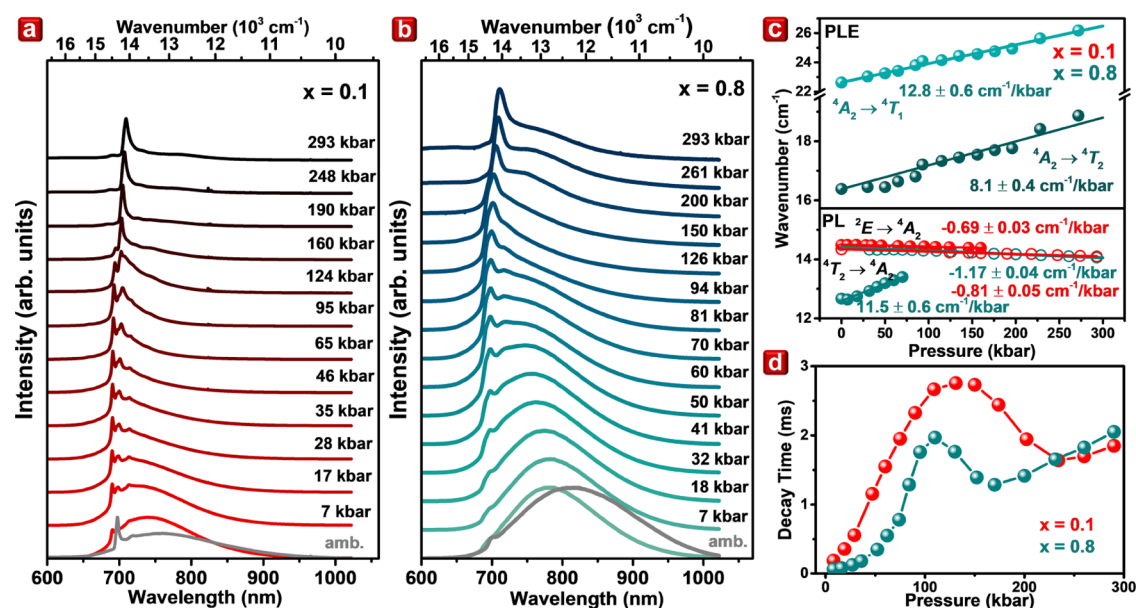 a
Wavenumber (10³ cm⁻¹)
16 15 14 13 12 11 10
x = 0.1
293 kbar
248 kbar
190 kbar
160 kbar
124 kbar
95 kbar
65 kbar
46 kbar
35 kbar
28 kbar
17 kbar
7 kbar
amb.
Intensity (arb. units)
600 700 800 900 1000
Wavelength (nm)
b
Wavenumber (10³ cm⁻¹)
16 15 14 13 12 11 10
x = 0.8
293 kbar
261 kbar
200 kbar
150 kbar
126 kbar
94 kbar
81 kbar
70 kbar
60 kbar
50 kbar
41 kbar
32 kbar
18 kbar
7 kbar
amb.
Intensity (arb. units)
600 700 800 900 1000
Wavelength (nm)
c
PLE
x = 0.1
x = 0.8
12.8 ± 0.6 cm⁻¹/kbar
⁴A₂ → ⁴T₁
⁴A₂ → ⁴T₂
8.1 ± 0.4 cm⁻¹/kbar
PL
²E → ⁴A₂
-0.69 ± 0.03 cm⁻¹/kbar
⁴T₂ → ⁴A₂
-1.17 ± 0.04 cm⁻¹/kbar
-0.81 ± 0.05 cm⁻¹/kbar
11.5 ± 0.6 cm⁻¹/kbar
Wavenumber (cm⁻¹)
26
24
22
18
16
14
12
0 50 100 150 200 250 300
Pressure (kbar)
d
Decay Time (ms)
3
2
1
0
x = 0.1
x = 0.8
0 100 200 300
Pressure (kbar)